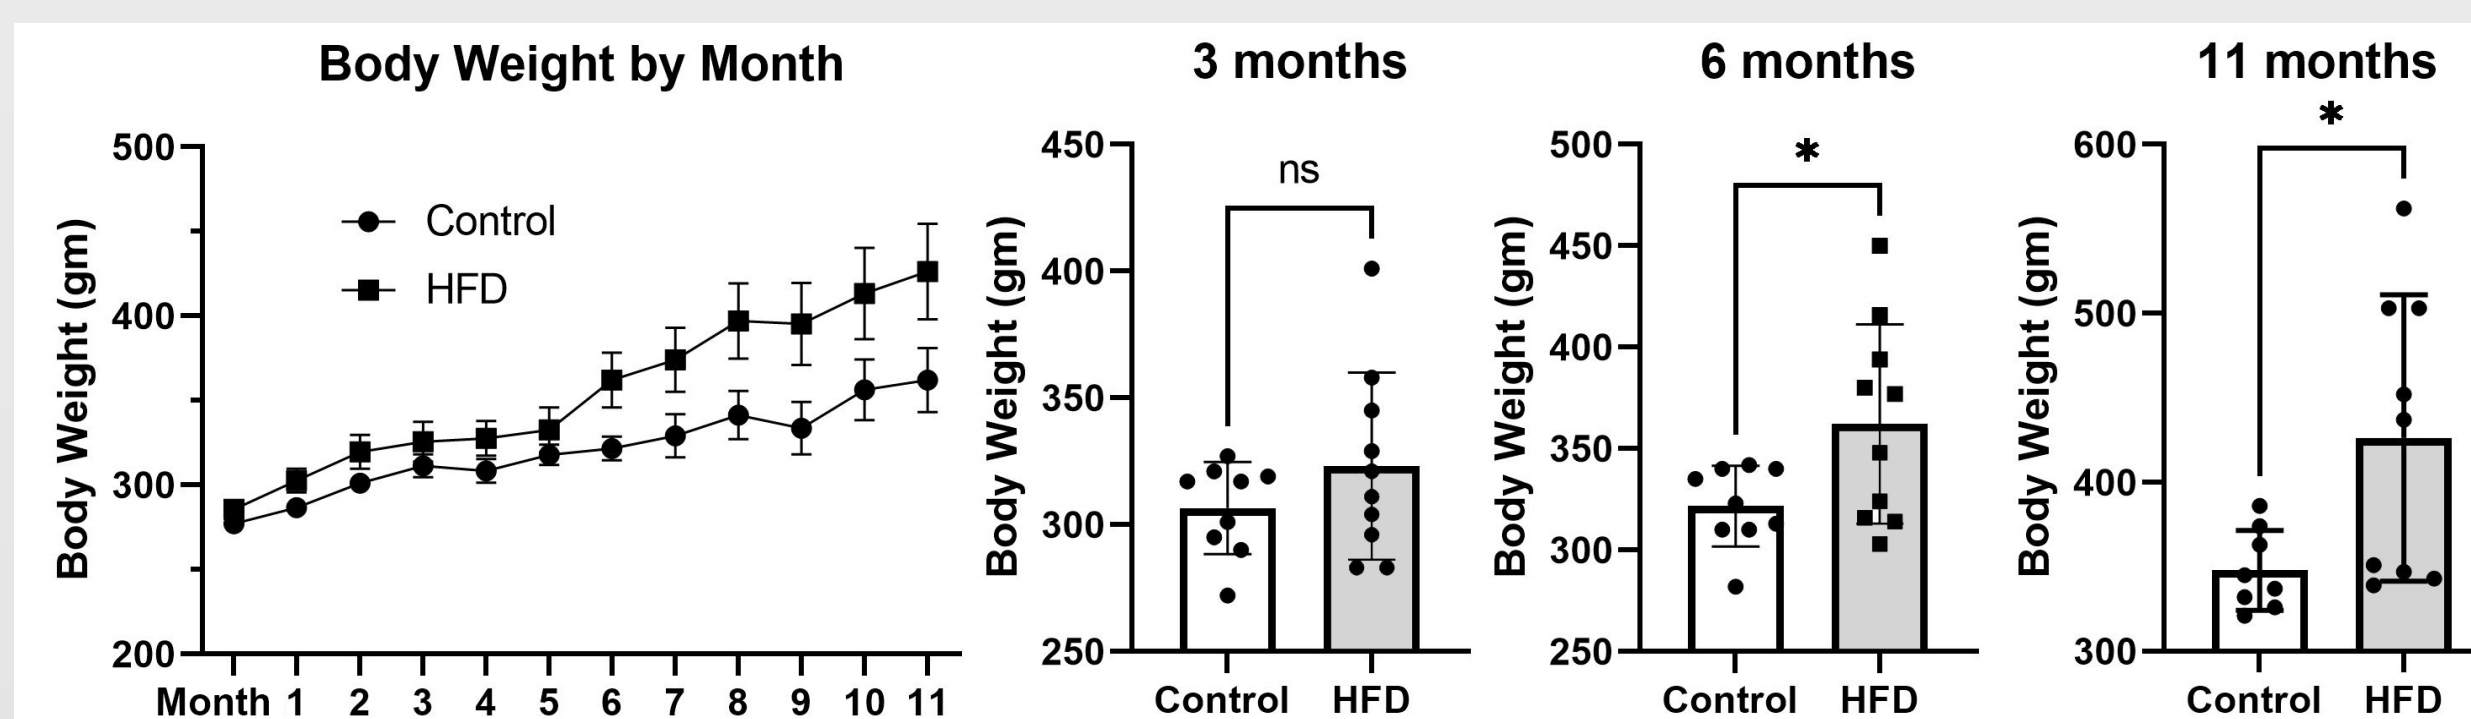 Body Weight by Month
Body Weight (gm)
500
400
300
200
Control
HFD
Month 1 2 3 4 5 6 7 8 9 10 11
3 months
Body Weight (gm)
450
400
350
300
250
ns
Control HFD
6 months
Body Weight (gm)
500
450
400
350
300
250
*
Control HFD
11 months
*
Body Weight (gm)
600
500
400
300
Control HFD